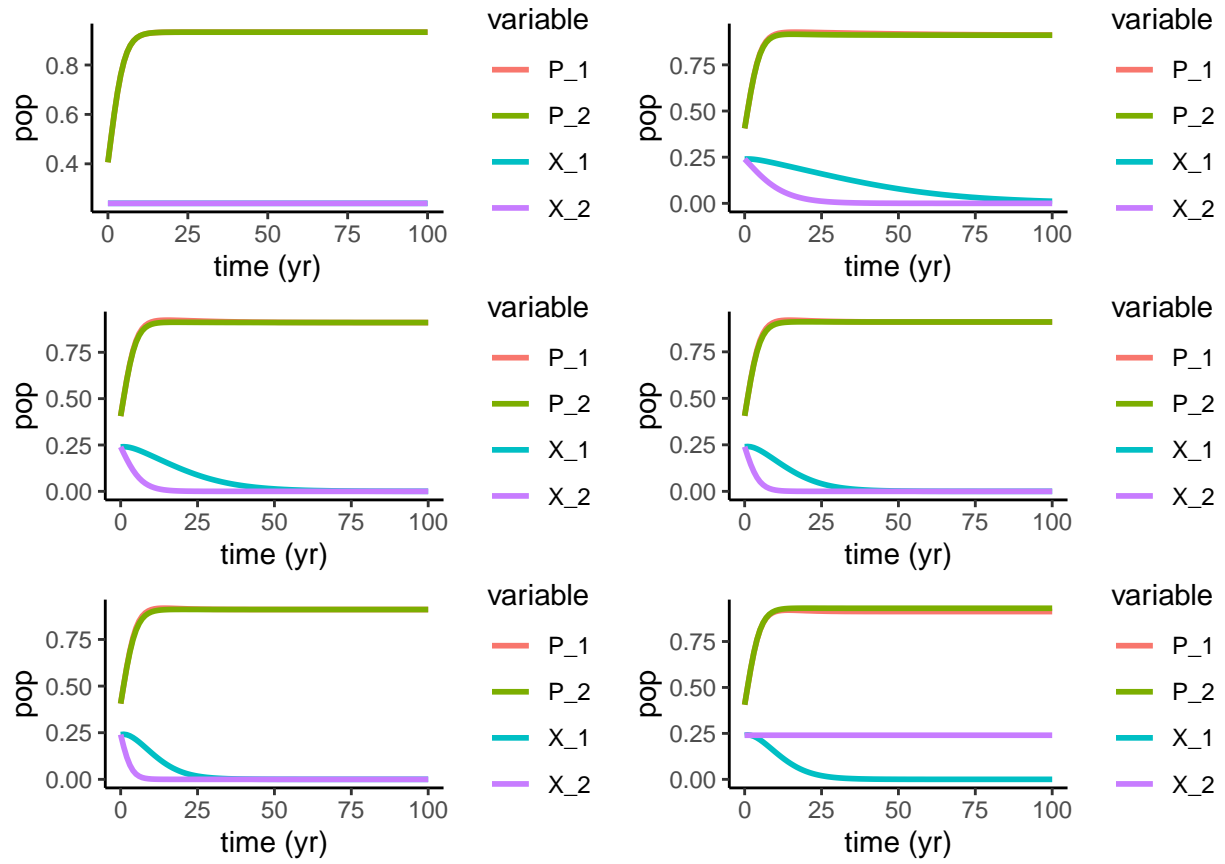 variable
P_1
P_2
X_1
X_2
pop
0.8
0.6
0.4
0 25 50 75 100
time (yr)
variable
P_1
P_2
X_1
X_2
pop
0.75
0.50
0.25
0.00
0 25 50 75 100
time (yr)
variable
P_1
P_2
X_1
X_2
pop
0.75
0.50
0.25
0.00
0 25 50 75 100
time (yr)
variable
P_1
P_2
X_1
X_2
pop
0.75
0.50
0.25
0.00
0 25 50 75 100
time (yr)
variable
P_1
P_2
X_1
X_2
pop
0.75
0.50
0.25
0.00
0 25 50 75 100
time (yr)
variable
P_1
P_2
X_1
X_2
pop
0.75
0.50
0.25
0.00
0 25 50 75 100
time (yr)